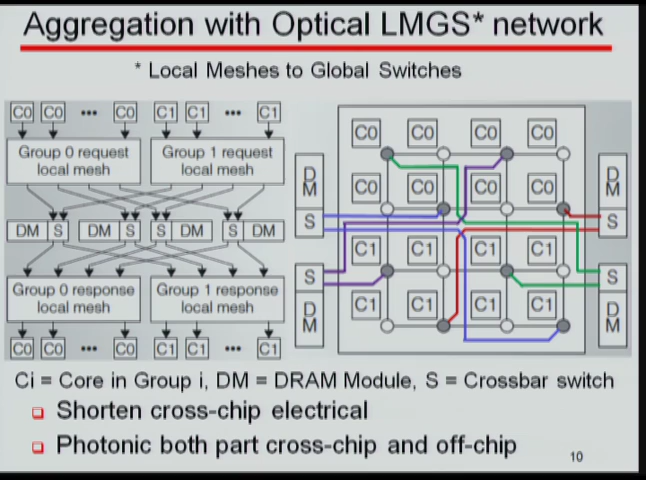 Aggregation with Optical LMGS* network
* Local Meshes to Global Switches
C0 C0 ••• C0 C1 C1 ••• C1
Group 0 request local mesh
Group 1 request local mesh
DM S DM S S DM S DM
Group 0 response local mesh
Group 1 response local mesh
C0 C0 ••• C0 C1 C1 ••• C1
C0 C0 C0 C0
DM C0 C0 C0 C0 DM
S S
C1 C1 C1 C1
S S
DM C1 C1 C1 C1 DM
Ci = Core in Group i, DM = DRAM Module, S = Crossbar switch
Shorten cross-chip electrical
Photonic both part cross-chip and off-chip
10